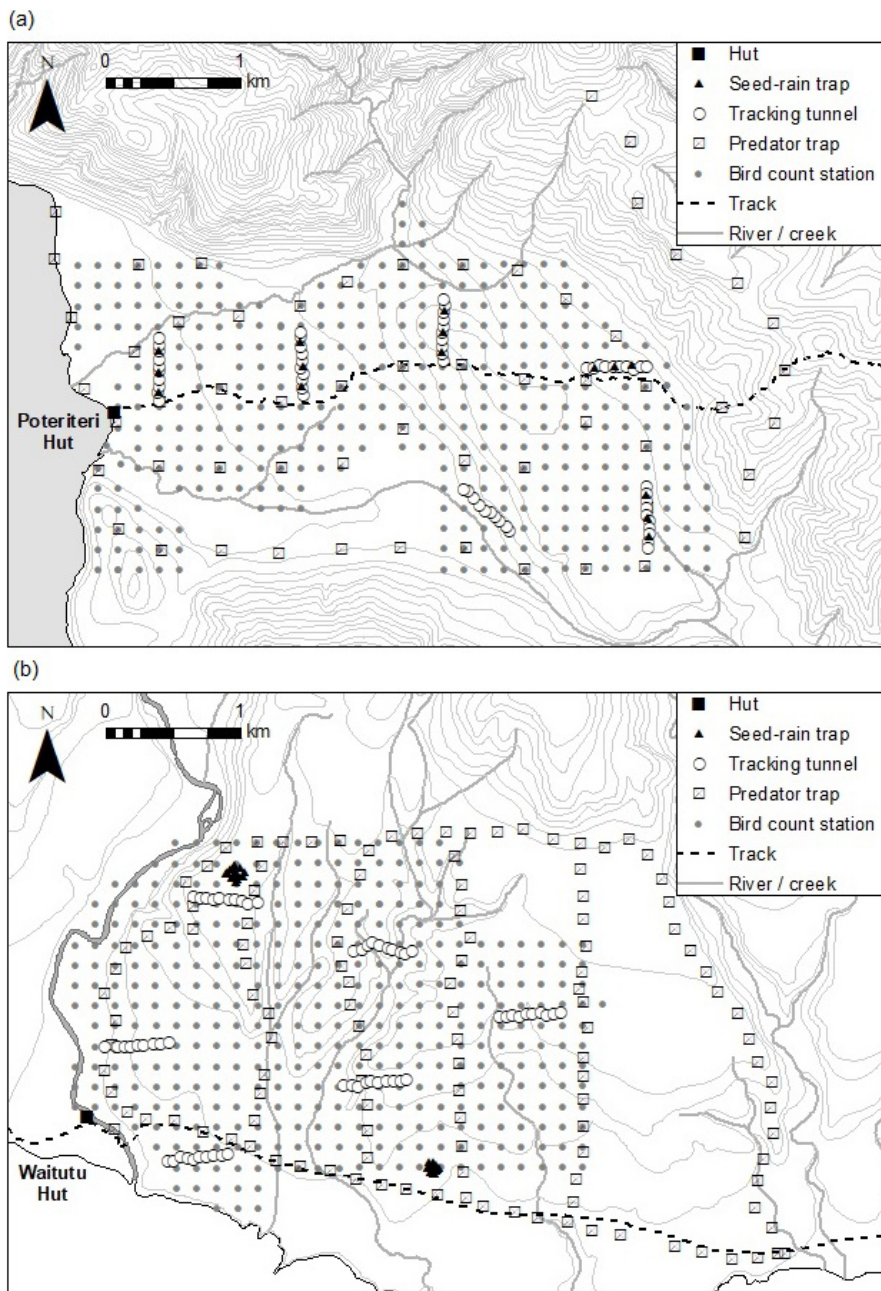 (a)
N
0 1
km
Hut
Seed-rain trap
Tracking tunnel
Predator trap
Bird count station
Track
River / creek
Poteriteri
Hut
(b)
N
0 1
km
Hut
Seed-rain trap
Tracking tunnel
Predator trap
Bird count station
Track
River / creek
Waitutu
Hut